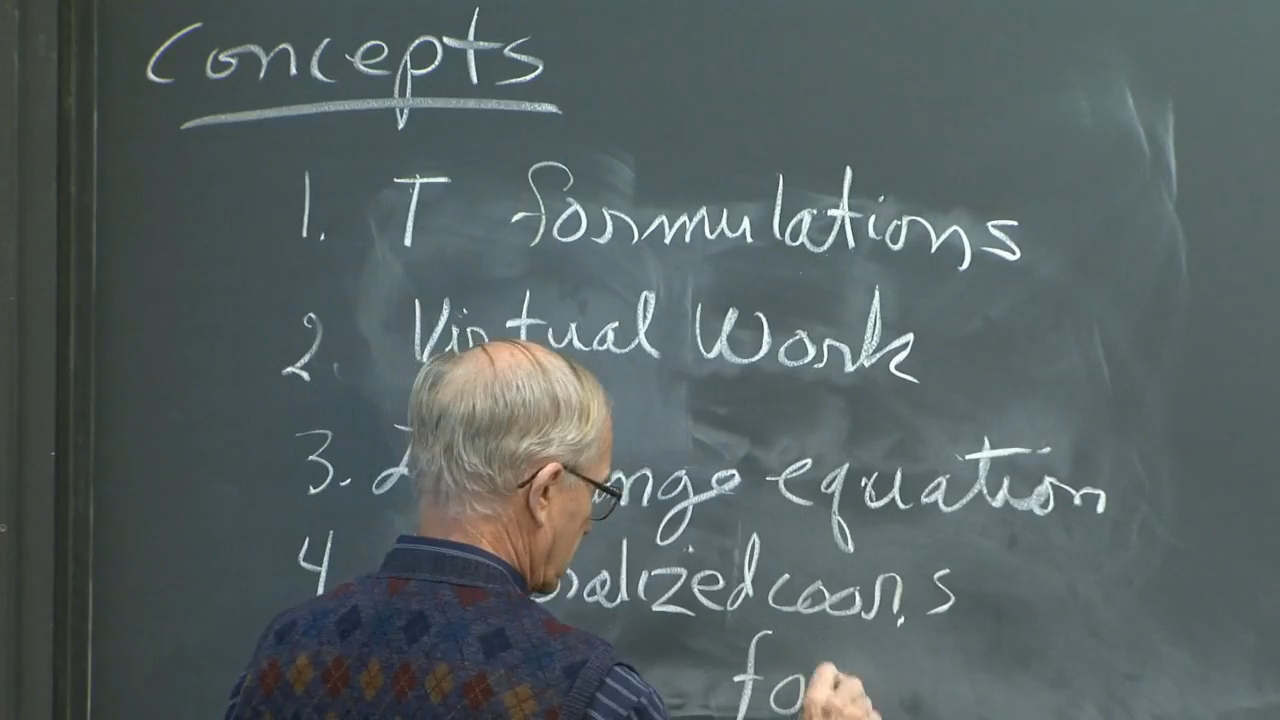 Concepts
1. T formulations
2. Virtual Work
3. equation
4 coors
fo